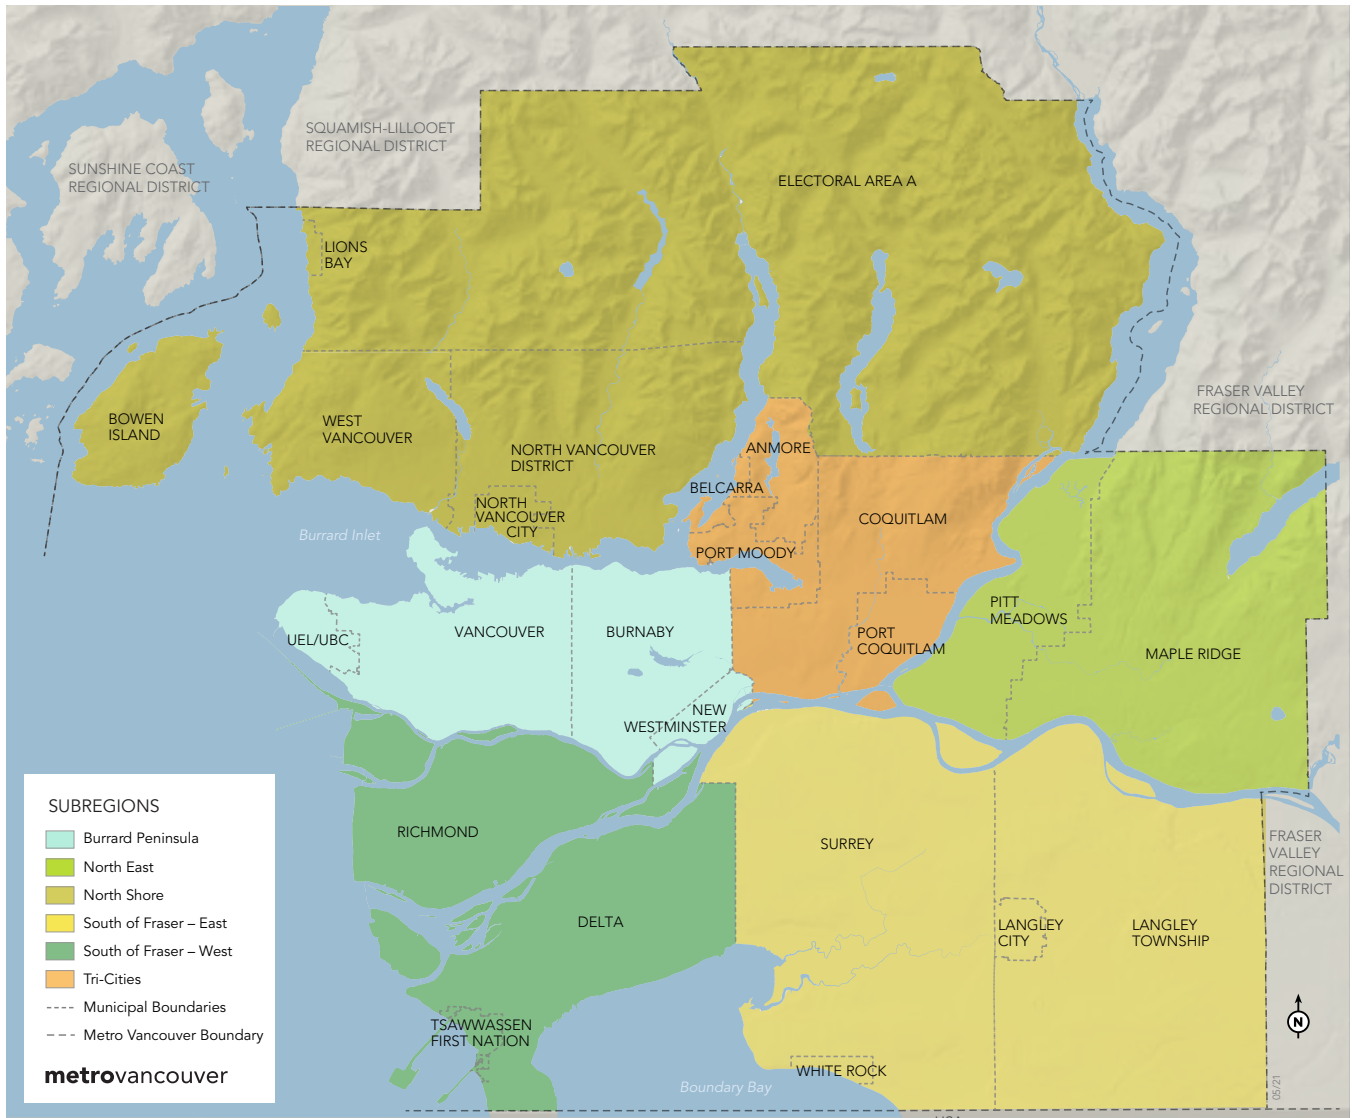 SQUAMISH-LILLOOET
REGIONAL DISTRICT
SUNSHINE COAST
REGIONAL DISTRICT
ELECTORAL AREA A
LIONS
BAY
FRASER VALLEY
REGIONAL DISTRICT
BOWEN
ISLAND
WEST
VANCOUVER
NORTH VANCOUVER
DISTRICT
ANMORE
BELCARRA
NORTH
VANCOUVER
CITY
COQUITLAM
Burrard Inlet
PORT MOODY
PITT
MEADOWS
UEL/UBC
VANCOUVER
BURNABY
PORT
COQUITLAM
MAPLE RIDGE
NEW
WESTMINSTER
SUBREGIONS
Burrard Peninsula
North East
North Shore
South of Fraser – East
South of Fraser – West
Tri-Cities
Municipal Boundaries
Metro Vancouver Boundary
metrovancouver
RICHMOND
SURREY
FRASER
VALLEY
REGIONAL
DISTRICT
DELTA
LANGLEY
CITY
LANGLEY
TOWNSHIP
TSAWWASSEN
FIRST NATION
N
WHITE ROCK
Boundary Bay
05/21